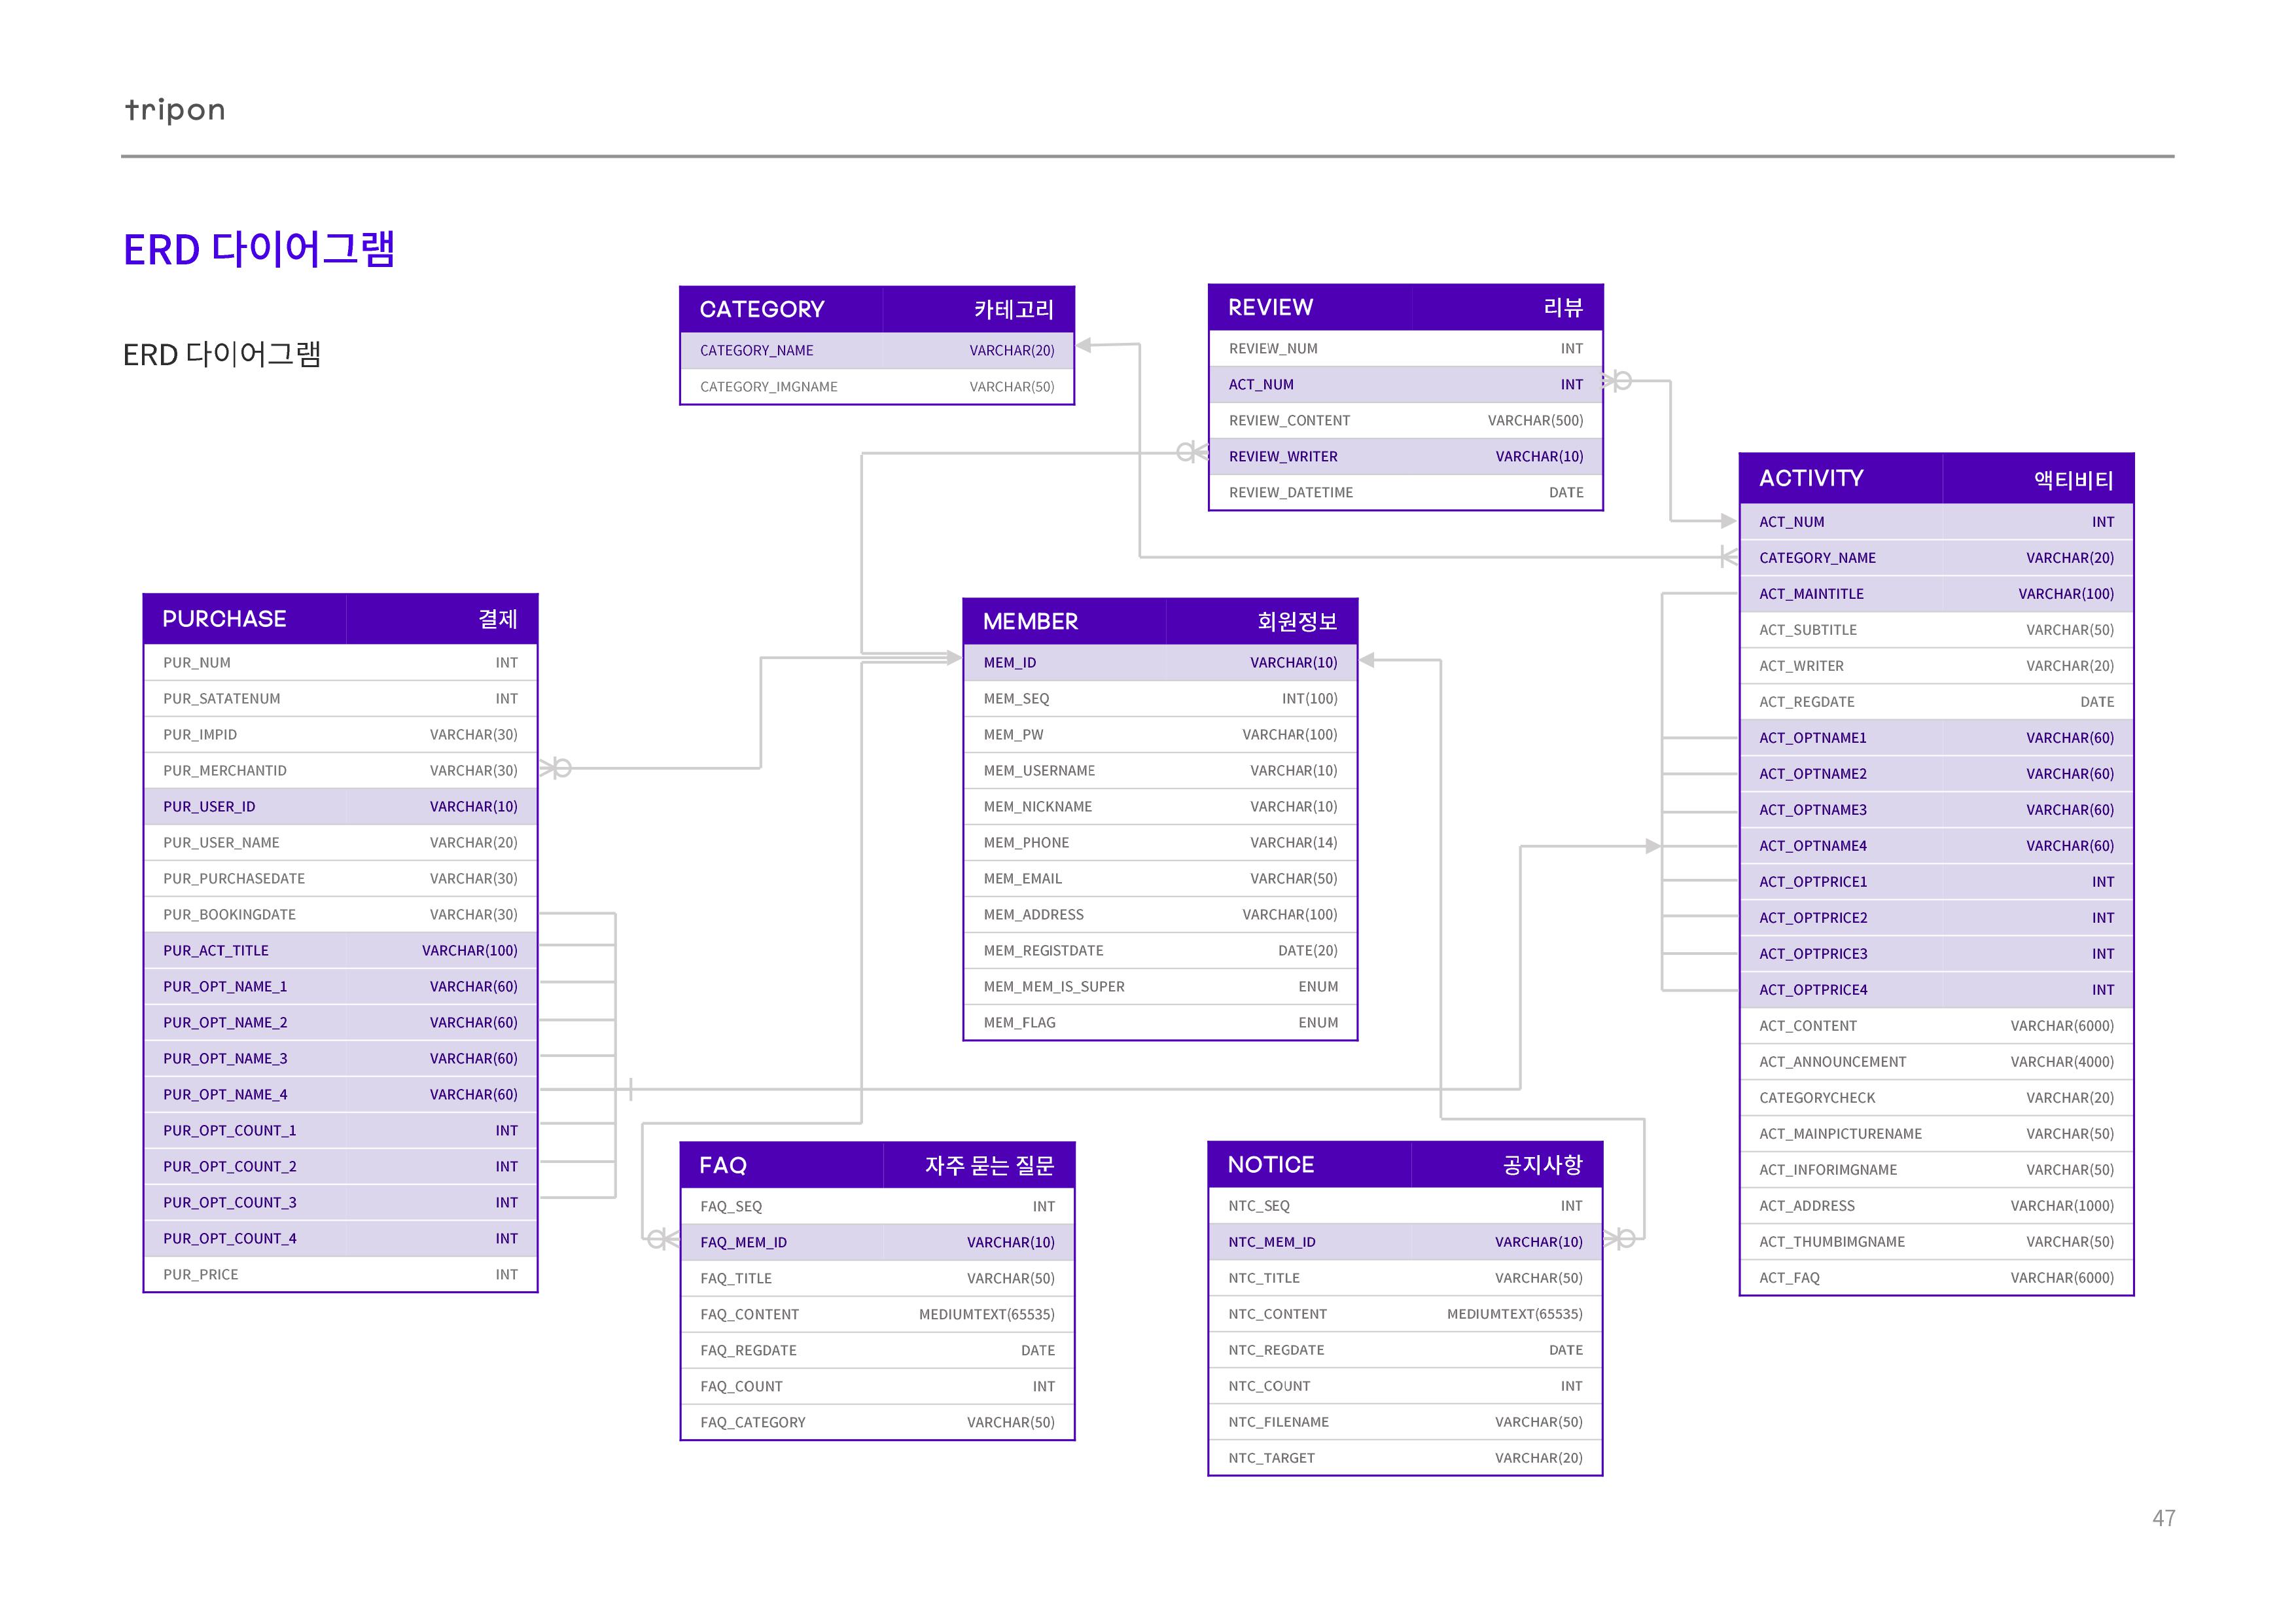 tripon
ERD 다이어그램
ERD 다이어그램
CATEGORY 카테고리
CATEGORY_NAME VARCHAR(20)
CATEGORY_IMGNAME VARCHAR(50)
REVIEW 리뷰
REVIEW_NUM INT
ACT_NUM INT
REVIEW_CONTENT VARCHAR(500)
REVIEW_WRITER VARCHAR(10)
REVIEW_DATETIME DATE
ACTIVITY 액티비티
ACT_NUM INT
CATEGORY_NAME VARCHAR(20)
ACT_MAINTITLE VARCHAR(100)
ACT_SUBTITLE VARCHAR(50)
ACT_WRITER VARCHAR(20)
ACT_REGDATE DATE
ACT_OPTNAME1 VARCHAR(60)
ACT_OPTNAME2 VARCHAR(60)
ACT_OPTNAME3 VARCHAR(60)
ACT_OPTNAME4 VARCHAR(60)
ACT_OPTPRICE1 INT
ACT_OPTPRICE2 INT
ACT_OPTPRICE3 INT
ACT_OPTPRICE4 INT
ACT_CONTENT VARCHAR(6000)
ACT_ANNOUNCEMENT VARCHAR(4000)
CATEGORYCHECK VARCHAR(20)
ACT_MAINPICTURENAME VARCHAR(50)
ACT_INFORIMGNAME VARCHAR(50)
ACT_ADDRESS VARCHAR(1000)
ACT_THUMBIMGNAME VARCHAR(50)
ACT_FAQ VARCHAR(6000)
PURCHASE 결제
PUR_NUM INT
PUR_SATATENUM INT
PUR_IMPID VARCHAR(30)
PUR_MERCHANTID VARCHAR(30)
PUR_USER_ID VARCHAR(10)
PUR_USER_NAME VARCHAR(20)
PUR_PURCHASEDATE VARCHAR(30)
PUR_BOOKINGDATE VARCHAR(30)
PUR_ACT_TITLE VARCHAR(100)
PUR_OPT_NAME_1 VARCHAR(60)
PUR_OPT_NAME_2 VARCHAR(60)
PUR_OPT_NAME_3 VARCHAR(60)
PUR_OPT_NAME_4 VARCHAR(60)
PUR_OPT_COUNT_1 INT
PUR_OPT_COUNT_2 INT
PUR_OPT_COUNT_3 INT
PUR_OPT_COUNT_4 INT
PUR_PRICE INT
MEMBER 회원정보
MEM_ID VARCHAR(10)
MEM_SEQ INT(100)
MEM_PW VARCHAR(100)
MEM_USERNAME VARCHAR(10)
MEM_NICKNAME VARCHAR(10)
MEM_PHONE VARCHAR(14)
MEM_EMAIL VARCHAR(50)
MEM_ADDRESS VARCHAR(100)
MEM_REGISTDATE DATE(20)
MEM_MEM_IS_SUPER ENUM
MEM_FLAG ENUM
FAQ 자주 묻는 질문
FAQ_SEQ INT
FAQ_MEM_ID VARCHAR(10)
FAQ_TITLE VARCHAR(50)
FAQ_CONTENT MEDIUMTEXT(65535)
FAQ_REGDATE DATE
FAQ_COUNT INT
FAQ_CATEGORY VARCHAR(50)
NOTICE 공지사항
NTC_SEQ INT
NTC_MEM_ID VARCHAR(10)
NTC_TITLE VARCHAR(50)
NTC_CONTENT MEDIUMTEXT(65535)
NTC_REGDATE DATE
NTC_COUNT INT
NTC_FILENAME VARCHAR(50)
NTC_TARGET VARCHAR(20)
47